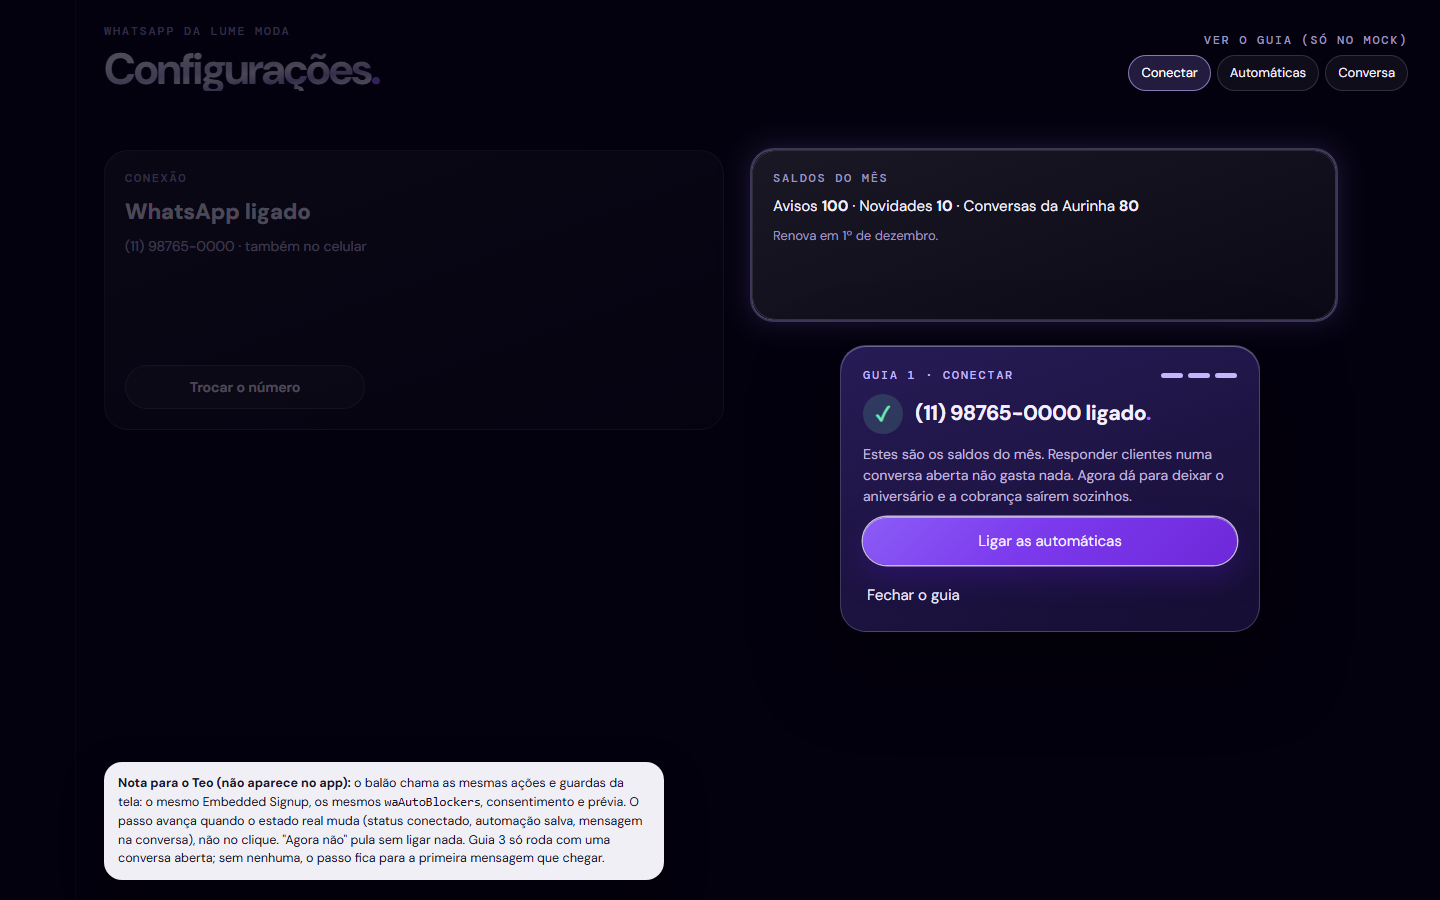 WHATSAPP DA LUME MODA
Configurações.
VER O GUIA (SÓ NO MOCK)
Conectar
Automáticas
Conversa
CONEXÃO
WhatsApp ligado
(11) 98765-0000 · também no celular
Trocar o número
SALDOS DO MÊS
Avisos 100 · Novidades 10 · Conversas da Aurinha 80
Renova em 1º de dezembro.
GUIA 1 · CONECTAR
✓ (11) 98765-0000 ligado.
Estes são os saldos do mês. Responder clientes numa
conversa aberta não gasta nada. Agora dá para deixar o
aniversário e a cobrança saírem sozinhos.
Ligar as automáticas
Fechar o guia
Nota para o Teo (não aparece no app): o balão chama as mesmas ações e guardas da
tela: o mesmo Embedded Signup, os mesmos waAutoBlockers, consentimento e prévia. O
passo avança quando o estado real muda (status conectado, automação salva, mensagem
na conversa), não no clique. "Agora não" pula sem ligar nada. Guia 3 só roda com uma
conversa aberta; sem nenhuma, o passo fica para a primeira mensagem que chegar.